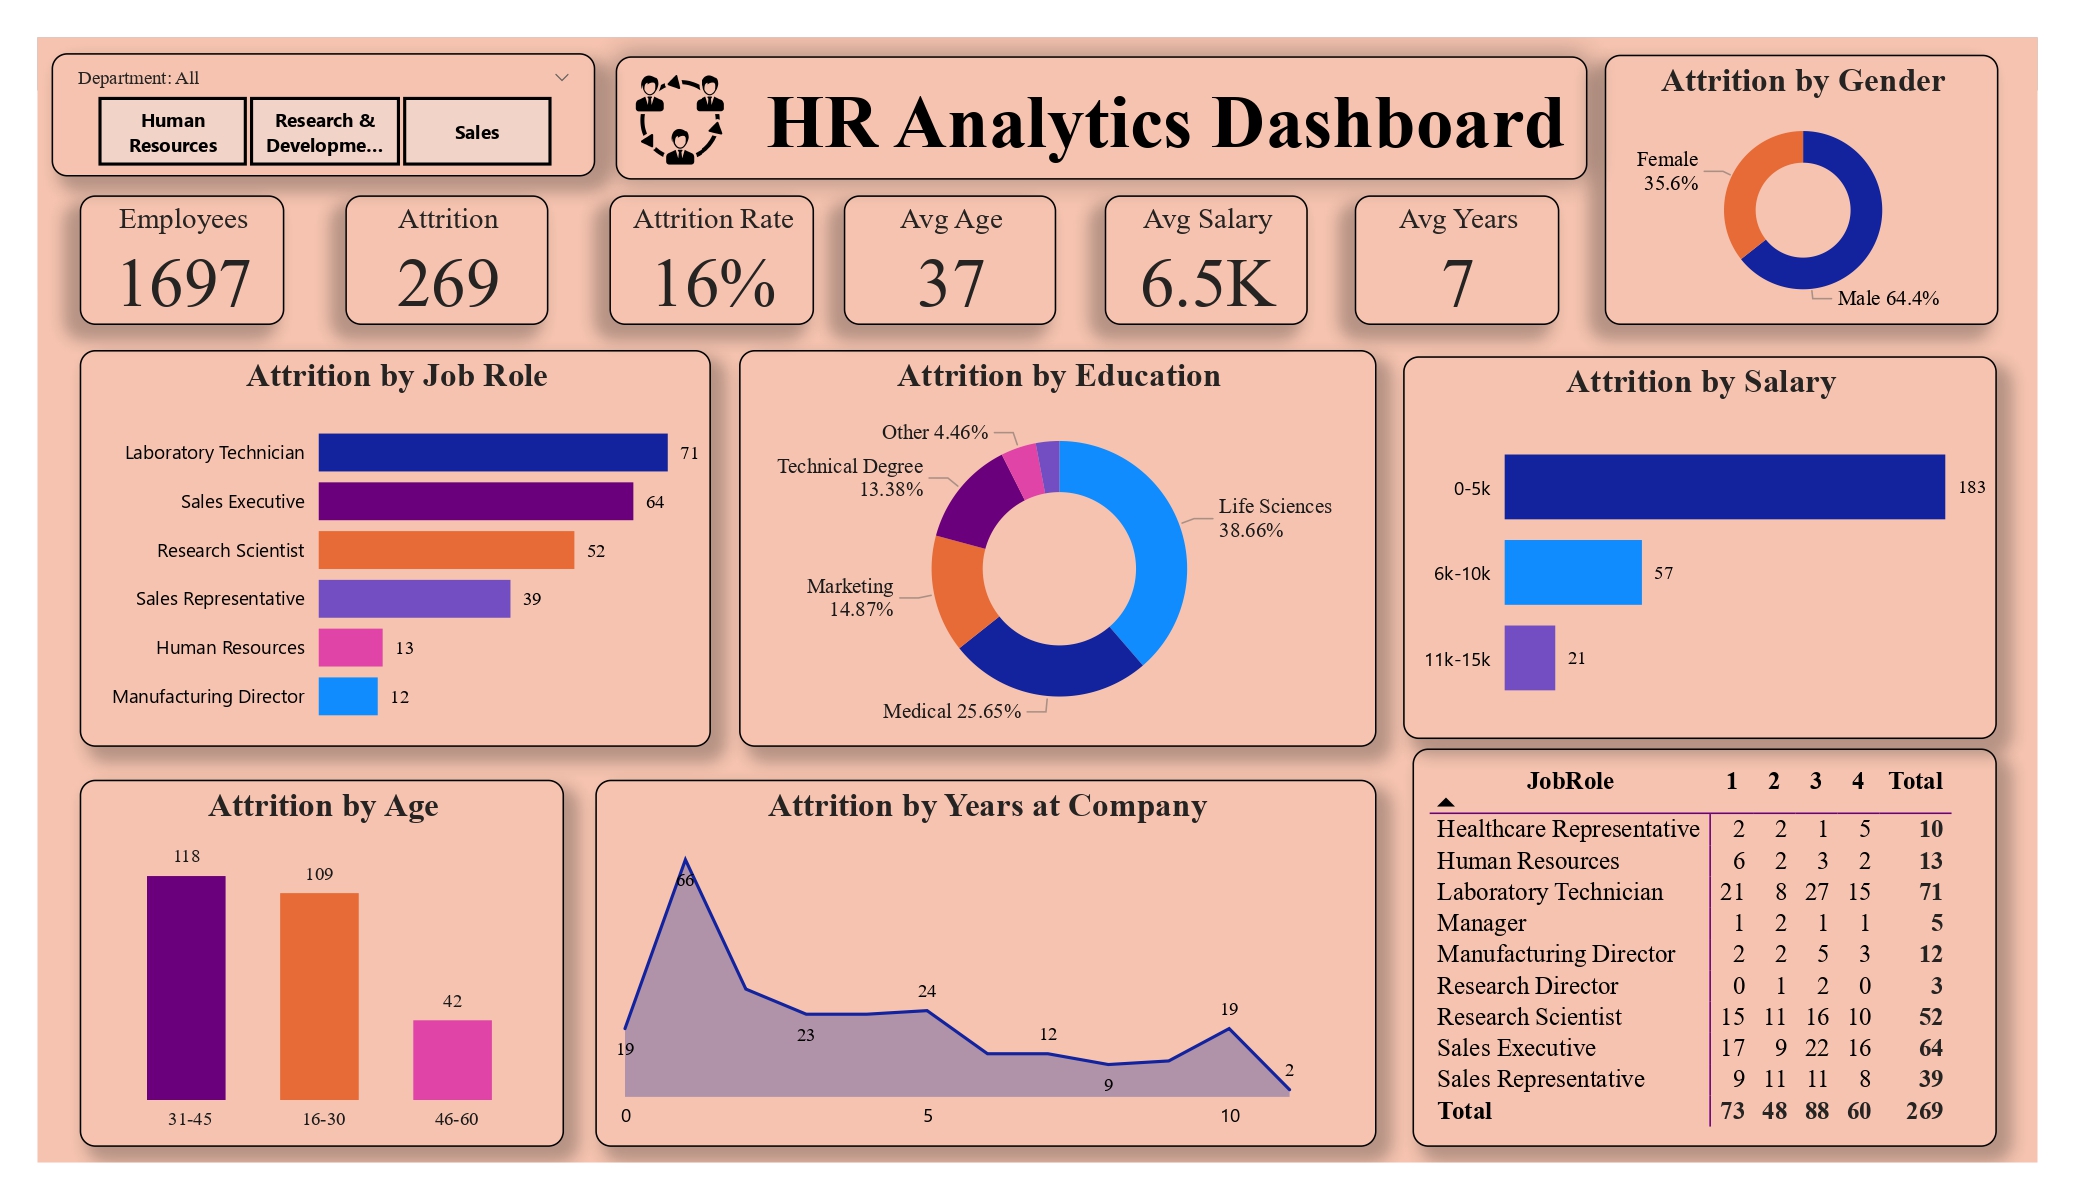 Department: All
Human
Resources
Research &
Developme...
Sales
HR Analytics Dashboard
Attrition by Gender
Female
35.6%
Male 64.4%
Employees
1697
Attrition
269
Attrition Rate
16%
Avg Age
37
Avg Salary
6.5K
Avg Years
7
Attrition by Job Role
Laboratory Technician 71
Sales Executive 64
Research Scientist 52
Sales Representative 39
Human Resources 13
Manufacturing Director 12
Attrition by Education
Other 4.46%
Technical Degree
13.38%
Life Sciences
38.66%
Marketing
14.87%
Medical 25.65%
Attrition by Salary
0-5k 183
6k-10k 57
11k-15k 21
Attrition by Age
118
109
42
31-45 16-30 46-60
Attrition by Years at Company
66
19
23
24
12
9
19
2
0 5 10
JobRole 1 2 3 4 Total
Healthcare Representative 2 2 1 5 10
Human Resources 6 2 3 2 13
Laboratory Technician 21 8 27 15 71
Manager 1 2 1 1 5
Manufacturing Director 2 2 5 3 12
Research Director 0 1 2 0 3
Research Scientist 15 11 16 10 52
Sales Executive 17 9 22 16 64
Sales Representative 9 11 11 8 39
Total 73 48 88 60 269